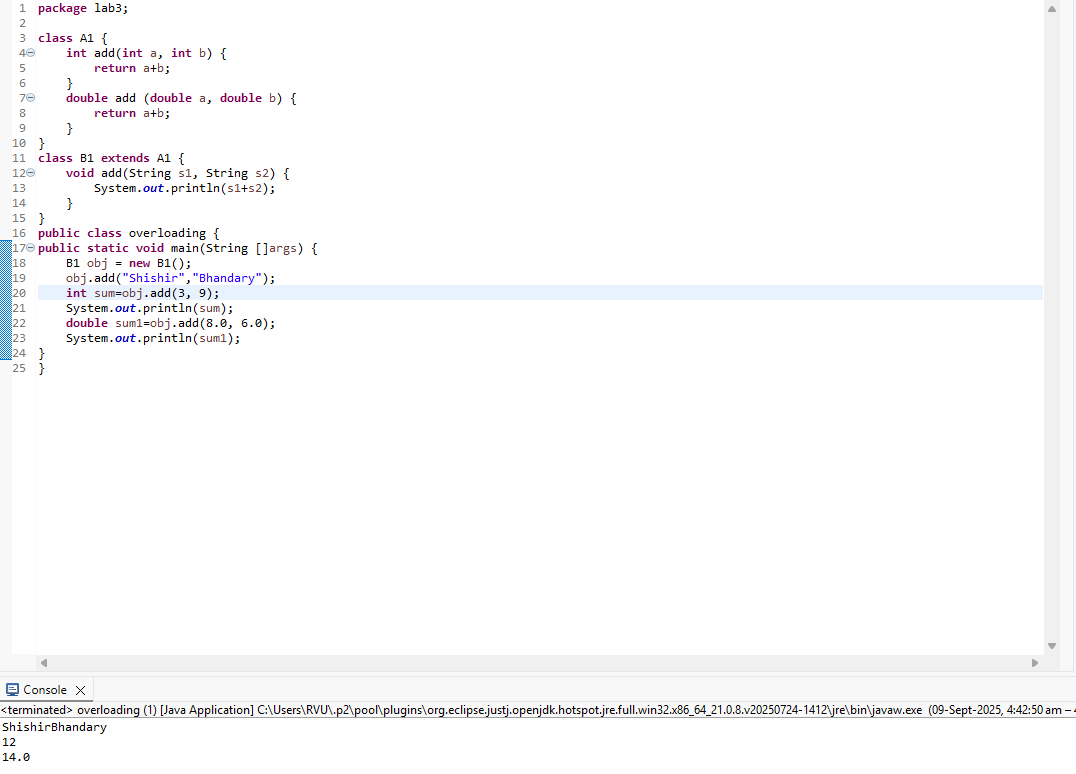 1 package lab3;
2
3 class A1 {
4 int add(int a, int b) {
5 return a+b;
6 }
7 double add (double a, double b) {
8 return a+b;
9 }
10 }
11 class B1 extends A1 {
12 void add(String s1, String s2) {
13 System.out.println(s1+s2);
14 }
15 }
16 public class overloading {
17 public static void main(String []args) {
18 B1 obj = new B1();
19 obj.add("Shishir","Bhandary");
20 int sum=obj.add(3, 9);
21 System.out.println(sum);
22 double sum1=obj.add(8.0, 6.0);
23 System.out.println(sum1);
24 }
25 }
Console
<terminated> overloading (1) [Java Application] C:\Users\RVU\.p2\pool\plugins\org.eclipse.justj.openjdk.hotspot.jre.full.win32.x86_64_21.0.8.v20250724-1412\jre\bin\javaw.exe (09-Sept-2025, 4:42:50 am –
ShishirBhandary
12
14.0